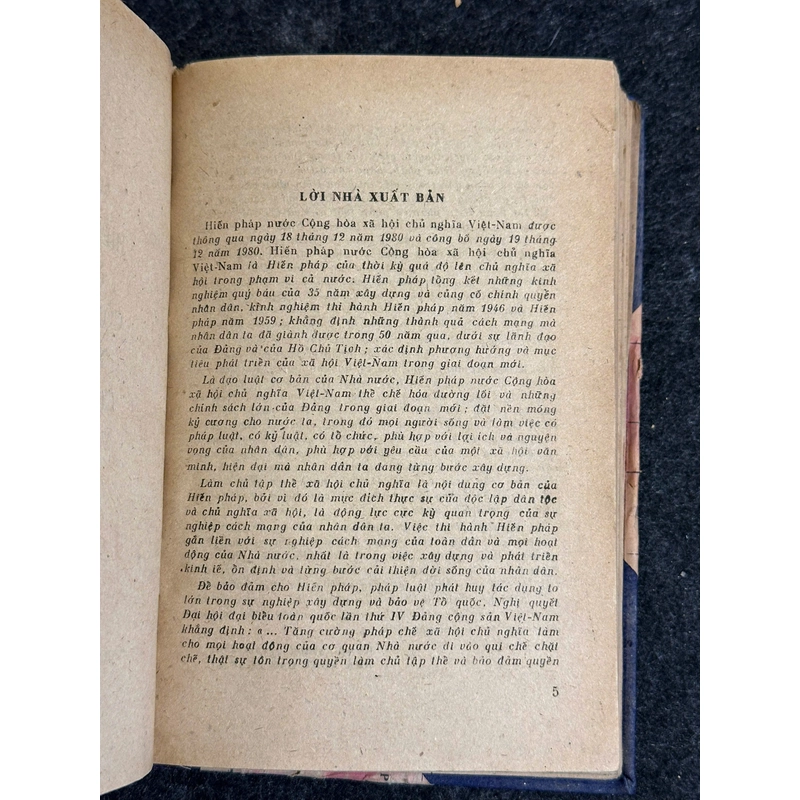 LỜI NHÀ XUẤT BẢN
Hiến pháp nước Cộng hòa xã hội chủ nghĩa Việt-Nam được
thông qua ngày 18 tháng 12 năm 1980 và công bố ngày 19 tháng
12 năm 1980. Hiến pháp nước Cộng hòa xã hội chủ nghĩa
Việt-Nam là Hiến pháp của thời kỳ quá độ lên chủ nghĩa xã
hội trong phạm vi cả nước. Hiến pháp tổng kết những kinh
nghiệm quý báu của 35 năm xây dựng và củng cố chính quyền
nhân dân, kinh nghiệm thi hành Hiến pháp năm 1946 và Hiến
pháp năm 1959 ; khẳng định những thành quả cách mạng mà
nhân dân ta đã giành được trong 50 năm qua, dưới sự lãnh đạo
của Đảng và của Hồ Chủ Tịch ; xác định phương hướng và mục
tiêu phát triển của xã hội Việt-Nam trong giai đoạn mới.
Là đạo luật cơ bản của Nhà nước, Hiến pháp nước Cộng hòa
xã hội chủ nghĩa Việt-Nam thể chế hóa đường lối và những
chính sách lớn của Đảng trong giai đoạn mới ; đặt nền móng
kỷ cương cho nước ta, trong đó mọi người sống và làm việc có
pháp luật, có kỷ luật, có tổ chức, phù hợp với lợi ích và nguyện
vọng của nhân dân, phù hợp với yêu cầu của một xã hội văn
minh, hiện đại mà nhân dân ta đang từng bước xây dựng.
Làm chủ tập thể xã hội chủ nghĩa là nội dung cơ bản của
Hiến pháp, bởi vì đó là mục đích thực sự của độc lập dân tộc
và chủ nghĩa xã hội, là động lực cực kỳ quan trọng của sự
nghiệp cách mạng của nhân dân ta. Việc thi hành Hiến pháp
gắn liền với sự nghiệp cách mạng của toàn dân và mọi hoạt
động của Nhà nước, nhất là trong việc xây dựng và phát triển
kinh tế, ổn định và từng bước cải thiện đời sống của nhân dân.
Để bảo đảm cho Hiến pháp, pháp luật phát huy tác dụng to
lớn trong sự nghiệp xây dựng và bảo vệ Tổ quốc, Nghị quyết
Đại hội đại biểu toàn quốc lần thứ IV Đảng cộng sản Việt-Nam
khẳng định : «... Tăng cường pháp chế xã hội chủ nghĩa làm
cho mọi hoạt động của cơ quan Nhà nước đi vào qui chế chặt
chẽ, thật sự tôn trọng quyền làm chủ tập thể và bảo đảm quyền
5